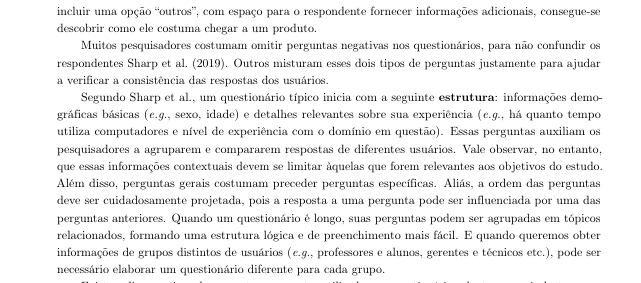 incluir uma opção “outros”, com espaço para o respondente fornecer informações adicionais, consegue-se
descobrir como ele costuma chegar a um produto.
Muitos pesquisadores costumam omitir perguntas negativas nos questionários, para não confundir os
respondentes Sharp et al. (2019). Outros misturam esses dois tipos de perguntas justamente para ajudar
a verificar a consistência das respostas dos usuários.
Segundo Sharp et al., um questionário típico inicia com a seguinte estrutura: informações demo-
gráficas básicas (e.g., sexo, idade) e detalhes relevantes sobre sua experiência (e.g., há quanto tempo
utiliza computadores e nível de experiência com o domínio em questão). Essas perguntas auxiliam os
pesquisadores a agruparem e compararem respostas de diferentes usuários. Vale observar, no entanto,
que essas informações contextuais devem se limitar àquelas que forem relevantes aos objetivos do estudo.
Além disso, perguntas gerais costumam preceder perguntas específicas. Aliás, a ordem das perguntas
deve ser cuidadosamente projetada, pois a resposta a uma pergunta pode ser influenciada por uma das
perguntas anteriores. Quando um questionário é longo, suas perguntas podem ser agrupadas em tópicos
relacionados, formando uma estrutura lógica e de preenchimento mais fácil. E quando queremos obter
informações de grupos distintos de usuários (e.g., professores e alunos, gerentes e técnicos etc.), pode ser
necessário elaborar um questionário diferente para cada grupo.